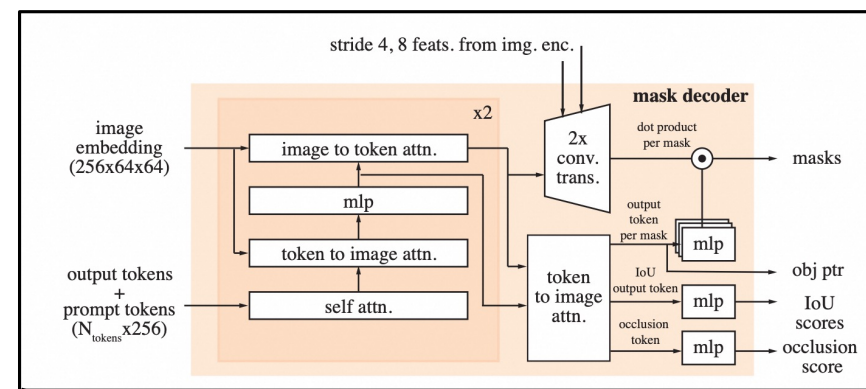 stride 4, 8 feats. from img. enc.
mask decoder
x2
image
embedding
(256x64x64)
image to token attn.
mlp
token to image attn.
self attn.
output tokens
+
prompt tokens
(Ntokensx256)
2x
conv.
trans.
dot product
per mask
masks
output
token
per mask
mlp
obj ptr
token
to image
attn.
IoU
output token
mlp
IoU
scores
occlusion
token
mlp
occlusion
score